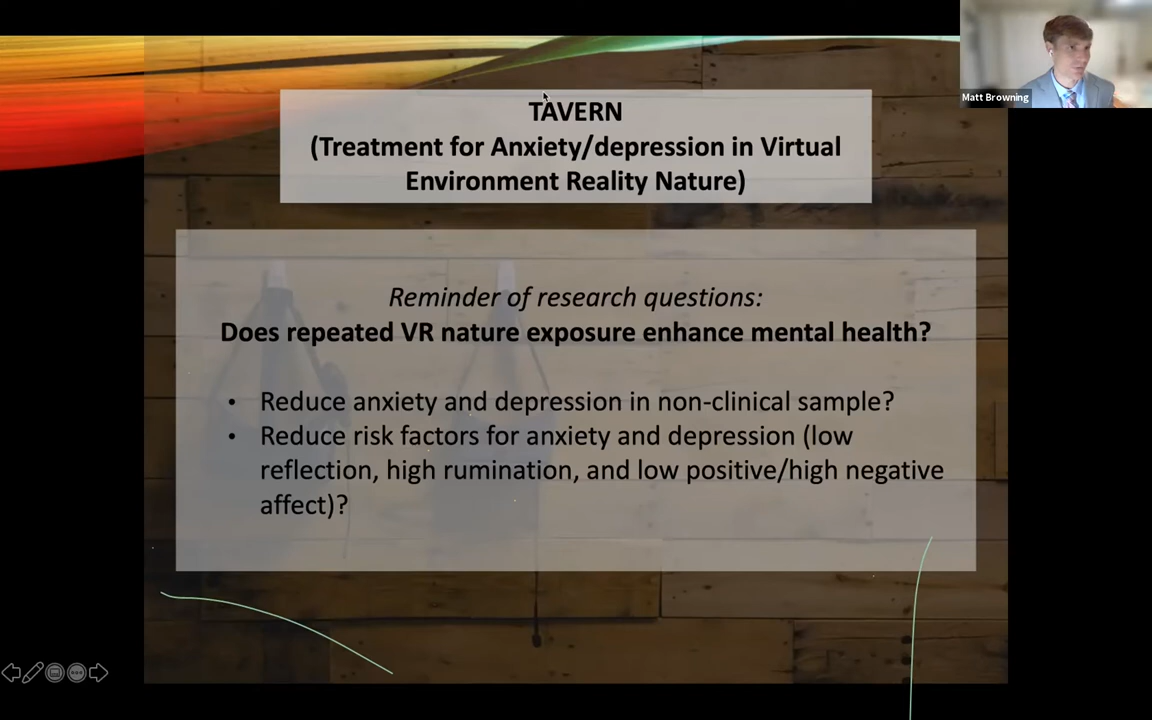 TAVERN
(Treatment for Anxiety/depression in Virtual
Environment Reality Nature)
Matt Browning
Reminder of research questions:
Does repeated VR nature exposure enhance mental health?
• Reduce anxiety and depression in non-clinical sample?
• Reduce risk factors for anxiety and depression (low
reflection, high rumination, and low positive/high negative
affect)?